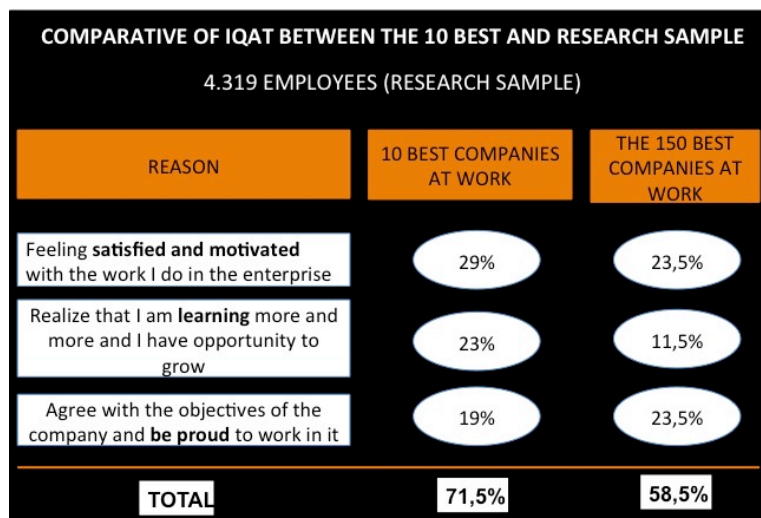 COMPARATIVE OF IQAT BETWEEN THE 10 BEST AND RESEARCH SAMPLE
4.319 EMPLOYEES (RESEARCH SAMPLE)
REASON
10 BEST COMPANIES
AT WORK
THE 150 BEST
COMPANIES AT
WORK
Feeling satisfied and motivated
with the work I do in the enterprise
29%
23,5%
Realize that I am learning more and
more and I have opportunity to
grow
23%
11,5%
Agree with the objectives of the
company and be proud to work in it
19%
23,5%
TOTAL
71,5%
58,5%